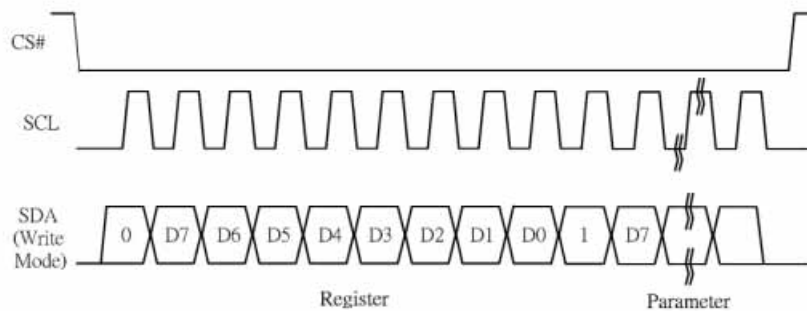 CS#
SCL
SDA
(Write
Mode)
0 D7 D6 D5 D4 D3 D2 D1 D0 1 D7
Register Parameter